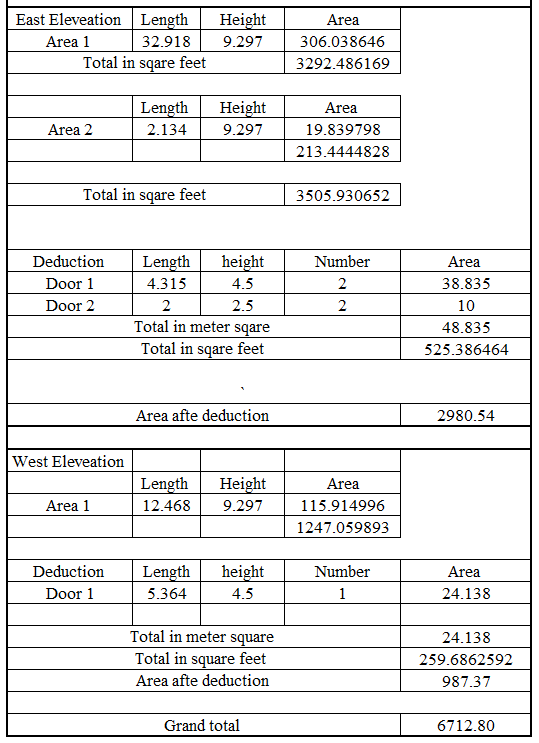 East Eleveation Length Height Area
Area 1 32.918 9.297 306.038646
Total in sqare feet 3292.486169
Length Height Area
Area 2 2.134 9.297 19.839798
213.4444828
Total in sqare feet 3505.930652
Deduction Length height Number Area
Door 1 4.315 4.5 2 38.835
Door 2 2 2.5 2 10
Total in meter sqare 48.835
Total in sqare feet 525.386464
`
Area afte deduction 2980.54
West Eleveation
Length Height Area
Area 1 12.468 9.297 115.914996
1247.059893
Deduction Length height Number Area
Door 1 5.364 4.5 1 24.138
Total in meter square 24.138
Total in square feet 259.6862592
Area afte deduction 987.37
Grand total 6712.80